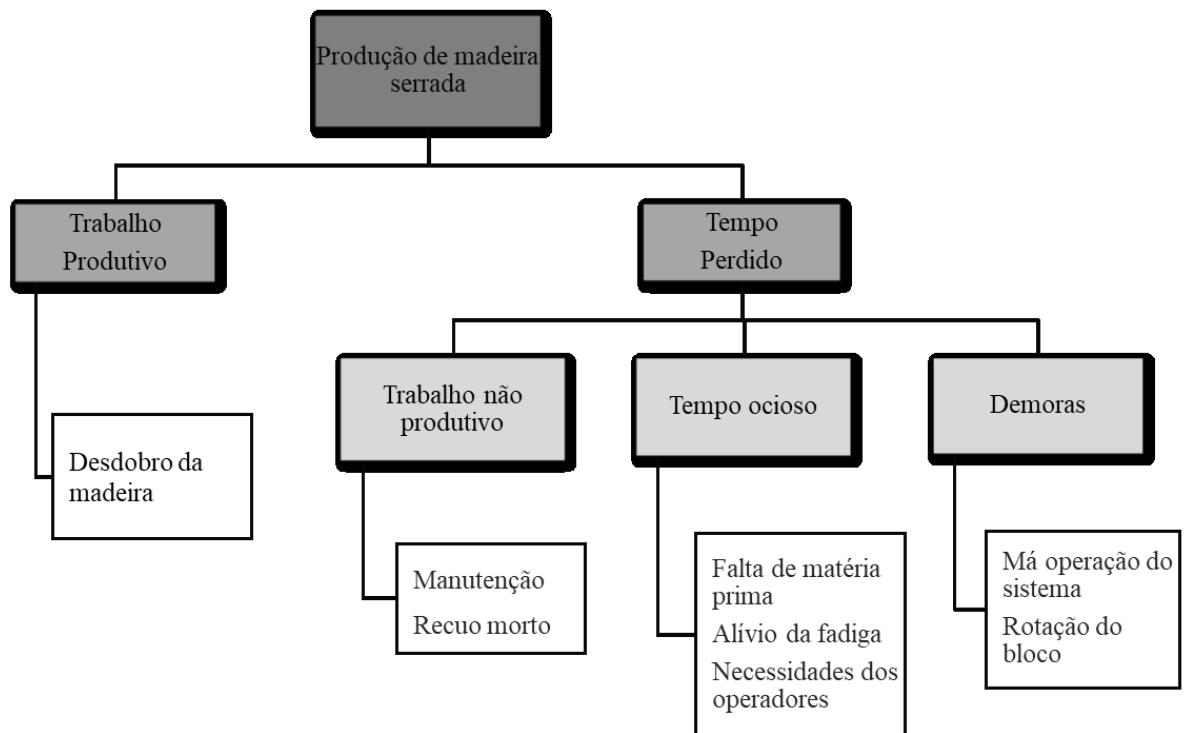 Produção de madeira
serrada
Trabalho
Produtivo
Tempo
Perdido
Trabalho não
produtivo
Tempo ocioso
Demoras
Desdobro da
madeira
Manutenção
Recuo morto
Falta de matéria
prima
Alívio da fadiga
Necessidades dos
operadores
Má operação do
sistema
Rotação do
bloco